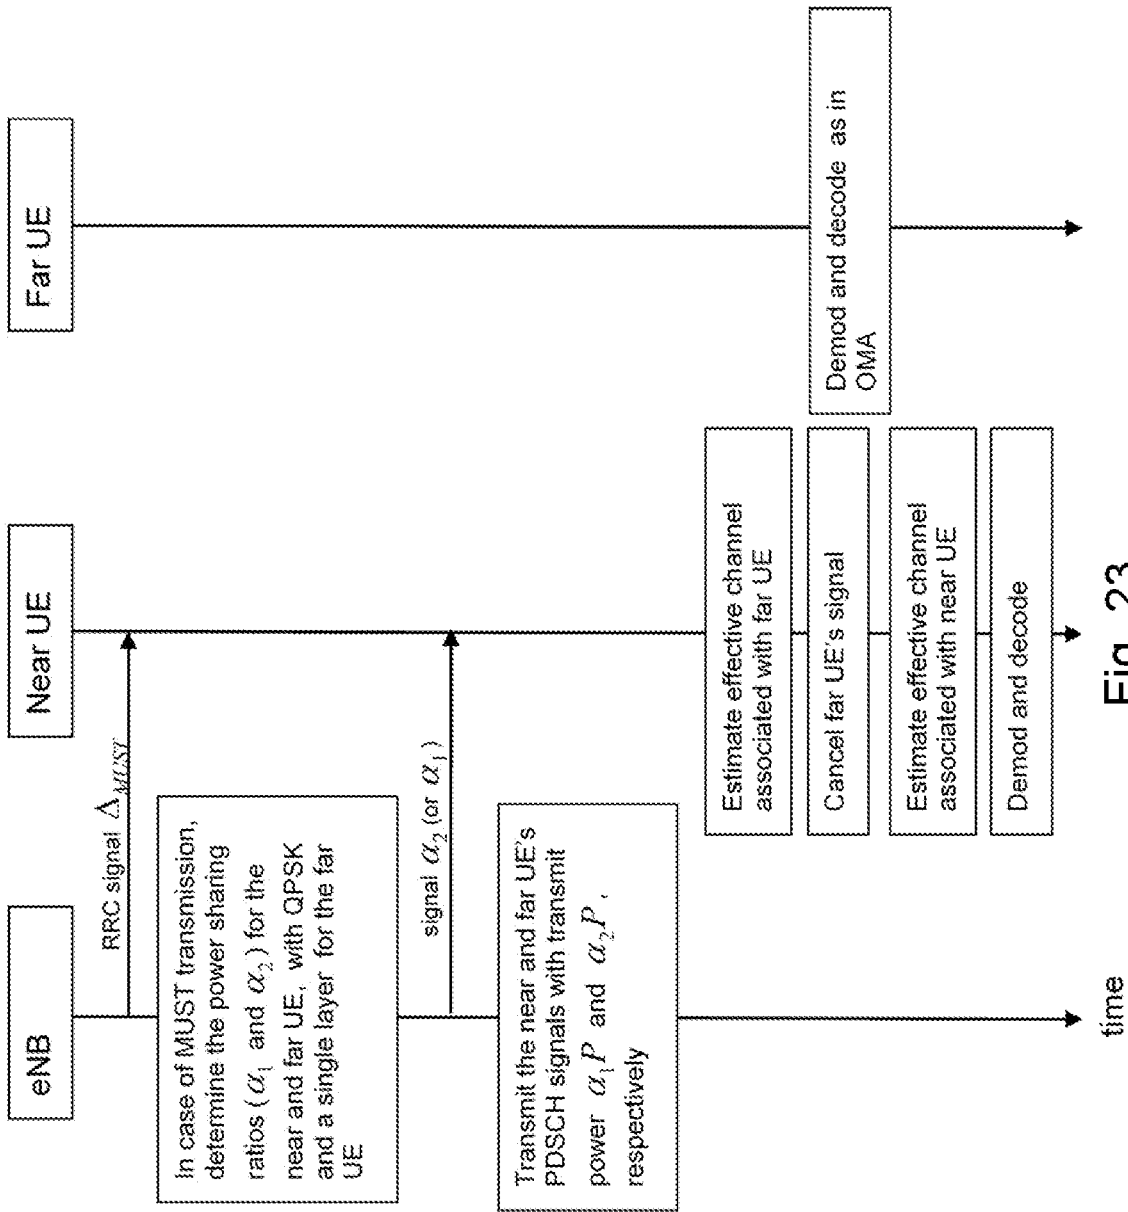 eNB
Near UE
Far UE
RRC signal Δ_MUST
In case of MUST transmission,
determine the power sharing
ratios (α₁ and α₂) for the
near and far UE, with QPSK
and a single layer for the far
UE
signal α₂ (or α₁)
Transmit the near and far UE's
PDSCH signals with transmit
power α₁P and α₂P,
respectively
Estimate effective channel
associated with far UE
Cancel far UE's signal
Estimate effective channel
associated with near UE
Demod and decode
Demod and decode as in
OMA
time
Fig. 23